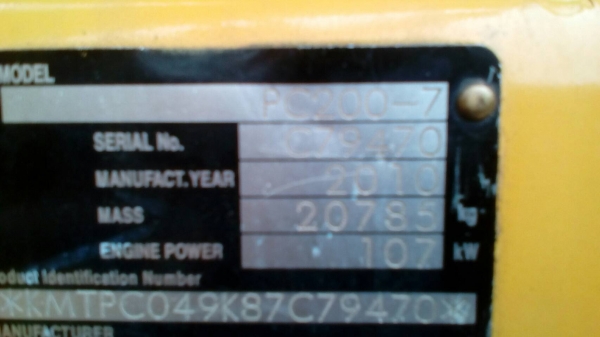 MODEL
PC200-7
SERIAL No. C79470
MANUFACT. YEAR 2010
MASS 20785 kg
ENGINE POWER 107 kW
oduct Identification Number
*KMTPC049K87C79470*
MANUFACTURER